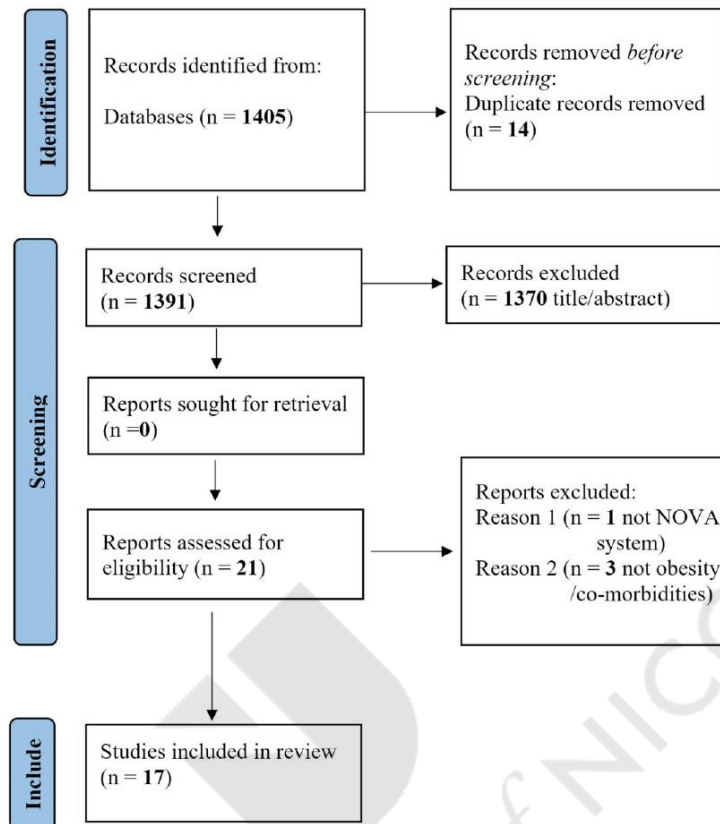 Identification
Records identified from:
Databases (n = 1405)
Records removed before
screening:
Duplicate records removed
(n = 14)
Screening
Records screened
(n = 1391)
Records excluded
(n = 1370 title/abstract)
Reports sought for retrieval
(n =0)
Reports assessed for
eligibility (n = 21)
Reports excluded:
Reason 1 (n = 1 not NOVA
system)
Reason 2 (n = 3 not obesity
/co-morbidities)
Include
Studies included in review
(n = 17)
of NICO